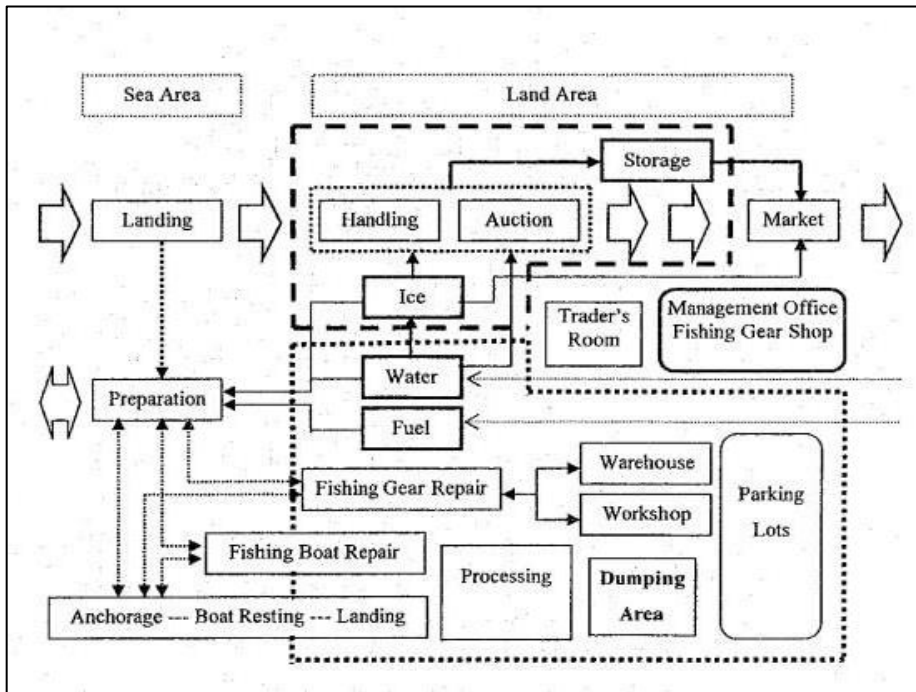 Sea Area
Land Area
Storage
Landing
Handling
Auction
Market
Ice
Trader's
Room
Management Office
Fishing Gear Shop
Water
Preparation
Fuel
Fishing Gear Repair
Warehouse
Workshop
Parking
Lots
Fishing Boat Repair
Processing
Dumping
Area
Anchorage --- Boat Resting --- Landing